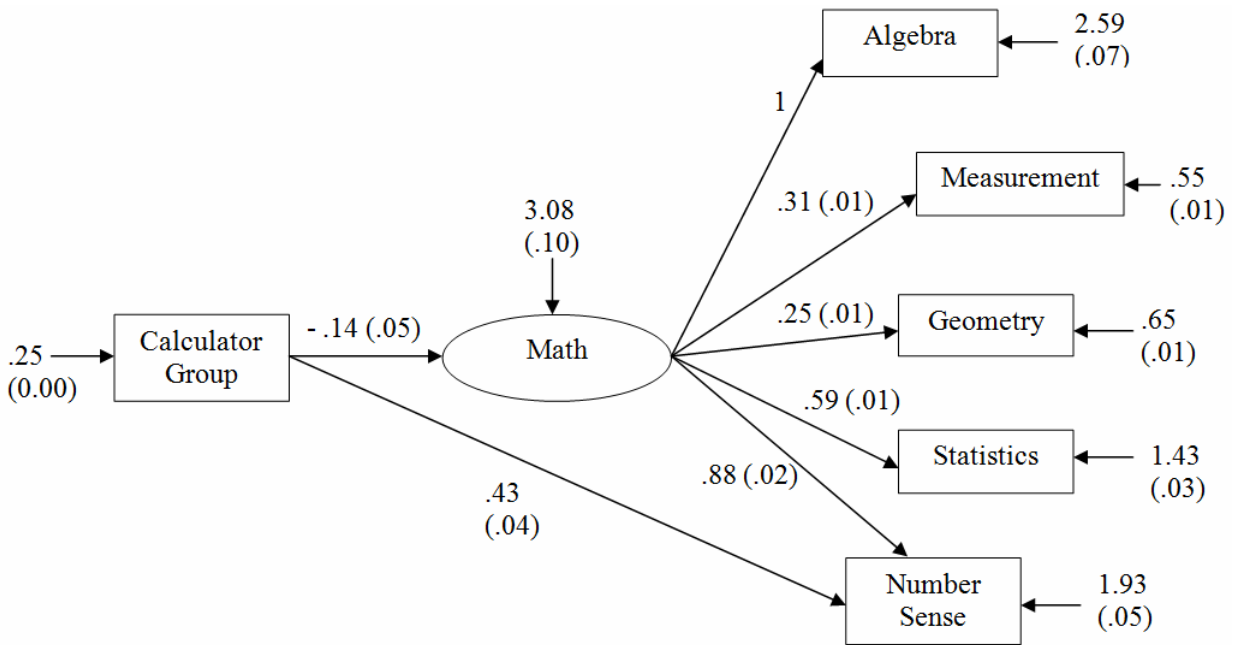 Algebra
2.59
(.07)
1
Measurement
.55
(.01)
.31 (.01)
3.08
(.10)
.25 (.01)
Geometry
.65
(.01)
- .14 (.05)
Calculator
Group
.25
(0.00)
Math
.59 (.01)
Statistics
1.43
(.03)
.88 (.02)
.43
(.04)
Number
Sense
1.93
(.05)